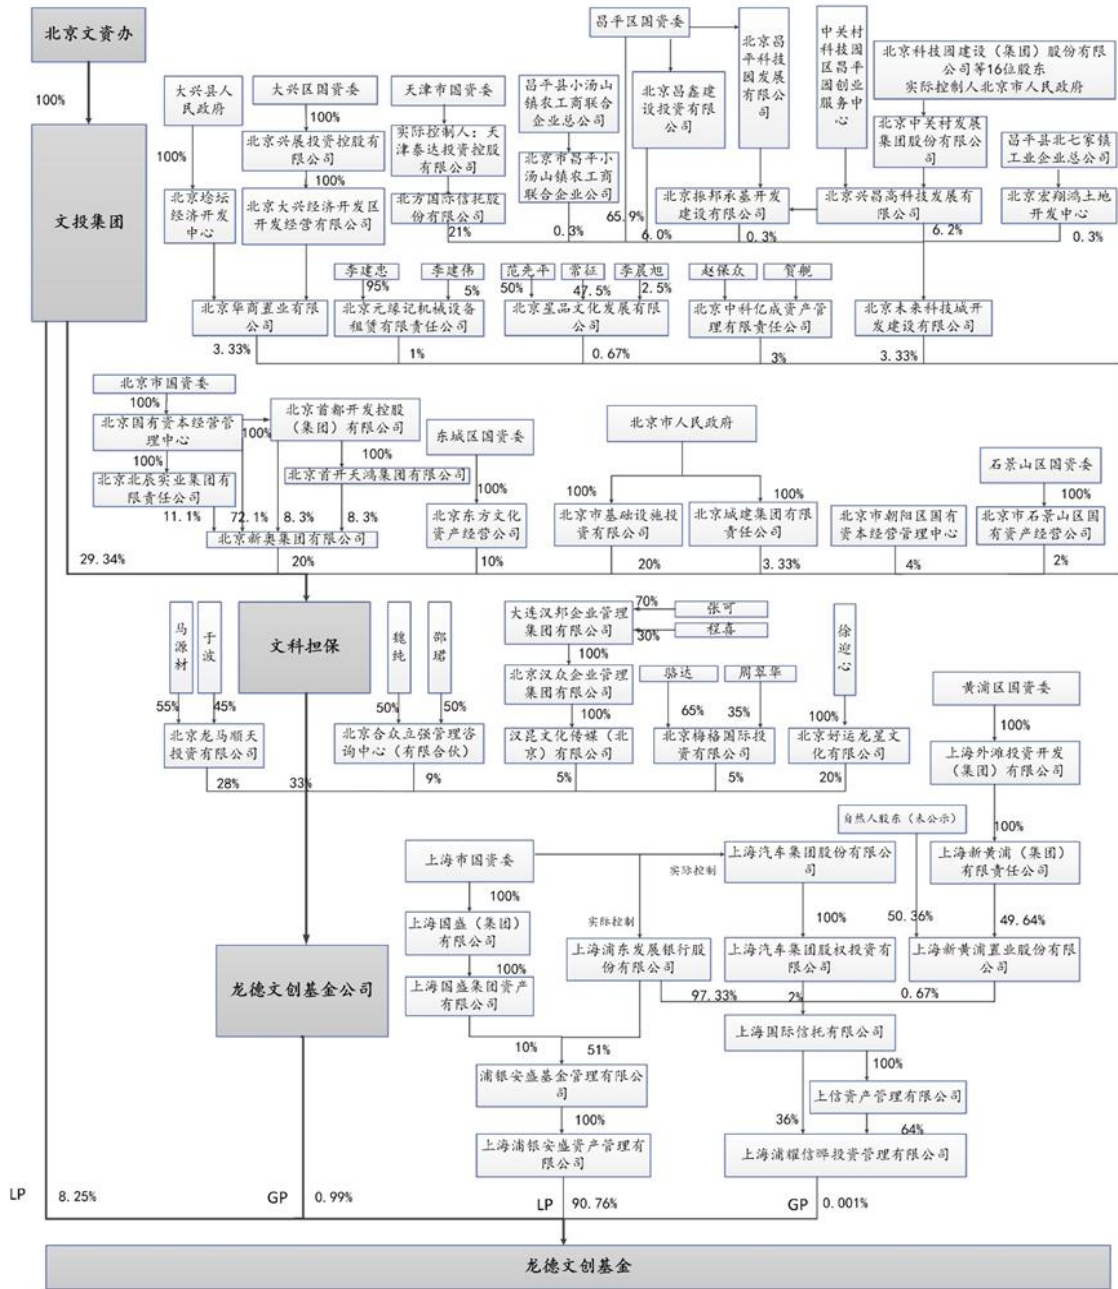 北京文资办
100%
文投集团
大兴县人
民政府
100%
北京埝坛
经济开发
中心
大兴区国资委
100%
北京兴展投资控股有
限公司
100%
北京大兴经济开发区
开发经营有限公司
天津市国资委
实际控制人：天
津泰达投资控股
有限公司
北方国际信托股
份有限公司
21%
昌平县小汤山
镇农工商联合
企业总公司
北京市昌平小
汤山镇农工商
联合企业公司
0.3%
昌平区国资委
65.9%
北京昌鑫建
设投资有限
公司
6.0%
北京昌
平科技
园发展
有限公
司
北京振邦承基开发
建设有限公司
0.3%
中关村
科技园
区昌平
园创业
服务中
心
北京科技园建设（集团）股份有限
公司等16位股东
实际控制人北京市人民政府
北京中关村发展
集团股份有限公司
北京兴昌高科技发展有
限公司
6.2%
昌平县北七家镇
工业企业总公司
北京宏翔鸿土地
开发中心
0.3%
北京华商置业有限公
司
3.33%
李建忠
95%
李建伟
5%
北京元缘记机械设备
租赁有限责任公司
1%
范先平
50%
常征
47.5%
李晨旭
2.5%
北京星品文化发展有限公
司
0.67%
赵保众
贺舰
北京中科亿成资产管
理有限责任公司
3%
北京未来科技城开
发建设有限公司
3.33%
北京市国资委
100%
北京国有资本经营管
理中心
100%
100%
北京北辰实业集团有
限责任公司
11.1%
72.1%
北京首都开发控股
（集团）有限公司
100%
北京首开天鸿集团有限公司
8.3%
8.3%
北京新奥集团有限公司
20%
东城区国资委
100%
北京东方文化
资产经营公司
10%
北京市人民政府
100%
100%
北京市基础设施投
资有限公司
20%
北京城建集团有限
责任公司
3.33%
北京市朝阳区国有
资本经营管理中心
4%
石景山区国资委
100%
北京市石景山区国
有资产经营公司
2%
29.34%
文科担保
马源材
于波
55%
45%
北京龙马顺天
投资有限公司
28%
33%
魏纯
邵珺
50%
50%
北京合众立强管理咨
询中心（有限合伙）
9%
大连汉邦企业管理
集团有限公司
70%
张可
30%
程喜
100%
北京汉众企业管理
集团有限公司
100%
汉昆文化传媒（北
京）有限公司
5%
骆达
周翠华
65%
35%
北京梅格国际投
资有限公司
5%
徐迎心
100%
北京好运龙星文
化有限公司
20%
黄浦区国资委
100%
上海外滩投资开发
（集团）有限公司
100%
自然人股东（未公示）
上海新黄浦（集团）
有限责任公司
50.36%
49.64%
上海新黄浦置业股份有限公
司
0.67%
上海市国资委
100%
上海国盛（集团）
有限公司
100%
上海国盛集团资产
有限公司
10%
实际控制
上海汽车集团股份有限公
司
100%
上海汽车集团股权投资有
限公司
2%
实际控制
上海浦东发展银行股
份有限公司
97.33%
51%
上海国际信托有限公司
100%
上信资产管理有限公司
36%
64%
上海浦耀信晔投资管理有限公司
浦银安盛基金管理有限公
司
100%
上海浦银安盛资产管理有
限公司
龙德文创基金公司
LP
8.25%
GP
0.99%
LP
90.76%
GP
0.001%
龙德文创基金